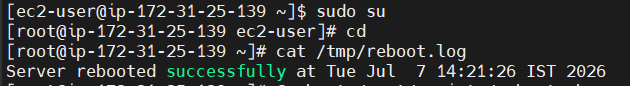 [ec2-user@ip-172-31-25-139 ~]$ sudo su
[root@ip-172-31-25-139 ec2-user]# cd
[root@ip-172-31-25-139 ~]# cat /tmp/reboot.log
Server rebooted successfully at Tue Jul  7 14:21:26 IST 2026